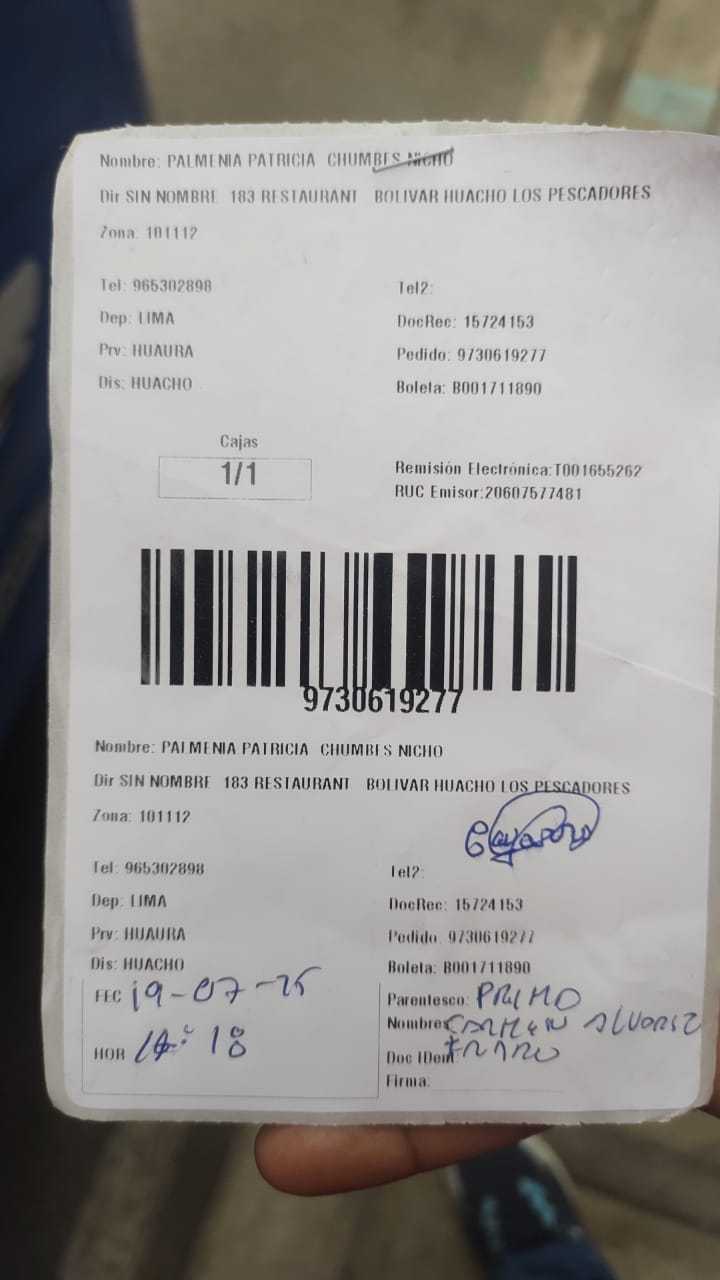 Nombre: PALMENIA PATRICIA CHUMBES NICHO
Dir SIN NOMBRE 183 RESTAURANT BOLIVAR HUACHO LOS PESCADORES
Zona: 101112
Tel: 965302898 Tel2:
Dep: LIMA DocRec: 15724153
Prv: HUAURA Pedido: 9730619277
Dis: HUACHO Boleta: B001711890
Cajas
1/1
Remisión Electrónica:T001655262
RUC Emisor:20607577481
9730619277
Nombre: PALMENIA PATRICIA CHUMBES NICHO
Dir SIN NOMBRE 183 RESTAURANT BOLIVAR HUACHO LOS PESCADORES
Zona: 101112
Tel: 965302898 Tel2:
Dep: LIMA DocRec: 15724153
Prv: HUAURA Pedido: 9730619277
Dis: HUACHO Boleta: B001711890
FEC 19-07-25 Parentesco: PRIMO
Nombre
HOR 18 Doc IDent
Firma: